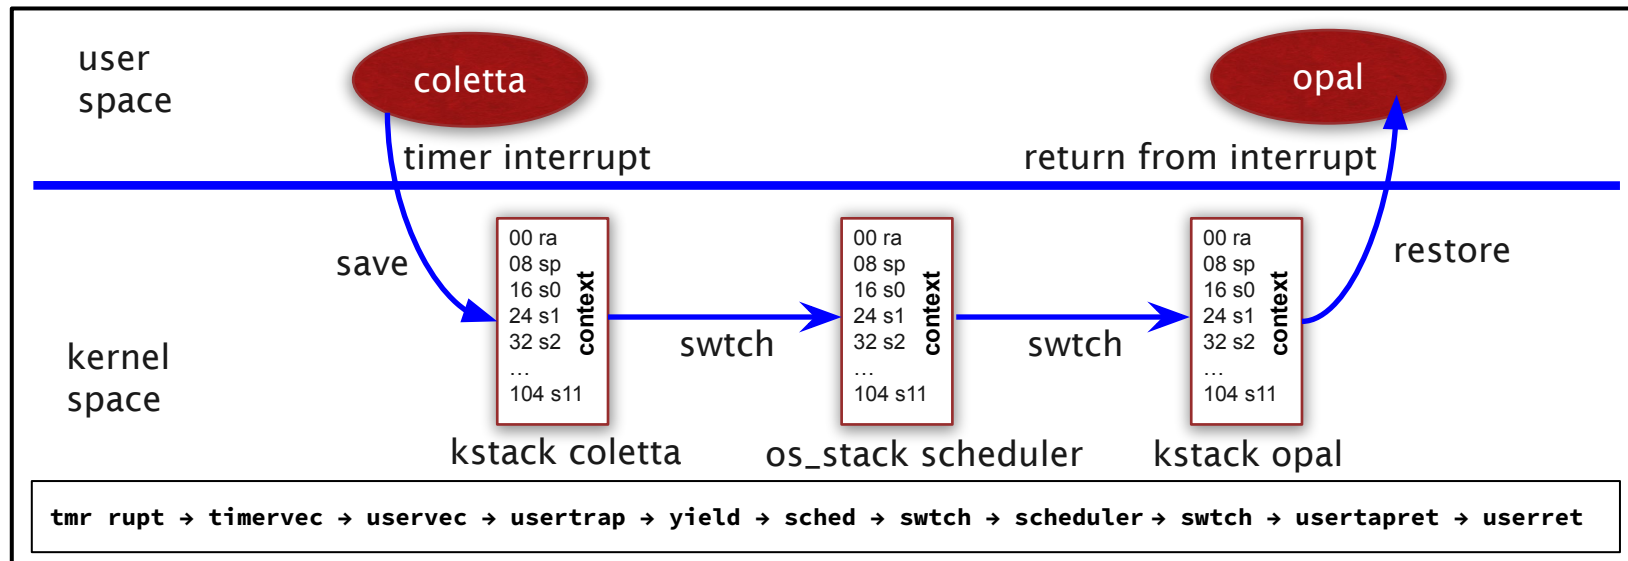 user
space
coletta
opal
timer interrupt
return from interrupt
save
restore
00 ra
08 sp
16 s0
24 s1
32 s2
...
104 s11
context
swtch
00 ra
08 sp
16 s0
24 s1
32 s2
...
104 s11
context
swtch
00 ra
08 sp
16 s0
24 s1
32 s2
...
104 s11
context
kernel
space
kstack coletta
os_stack scheduler
kstack opal
tmr rupt → timervec → uservec → usertrap → yield → sched → swtch → scheduler → swtch → usertapret → userret